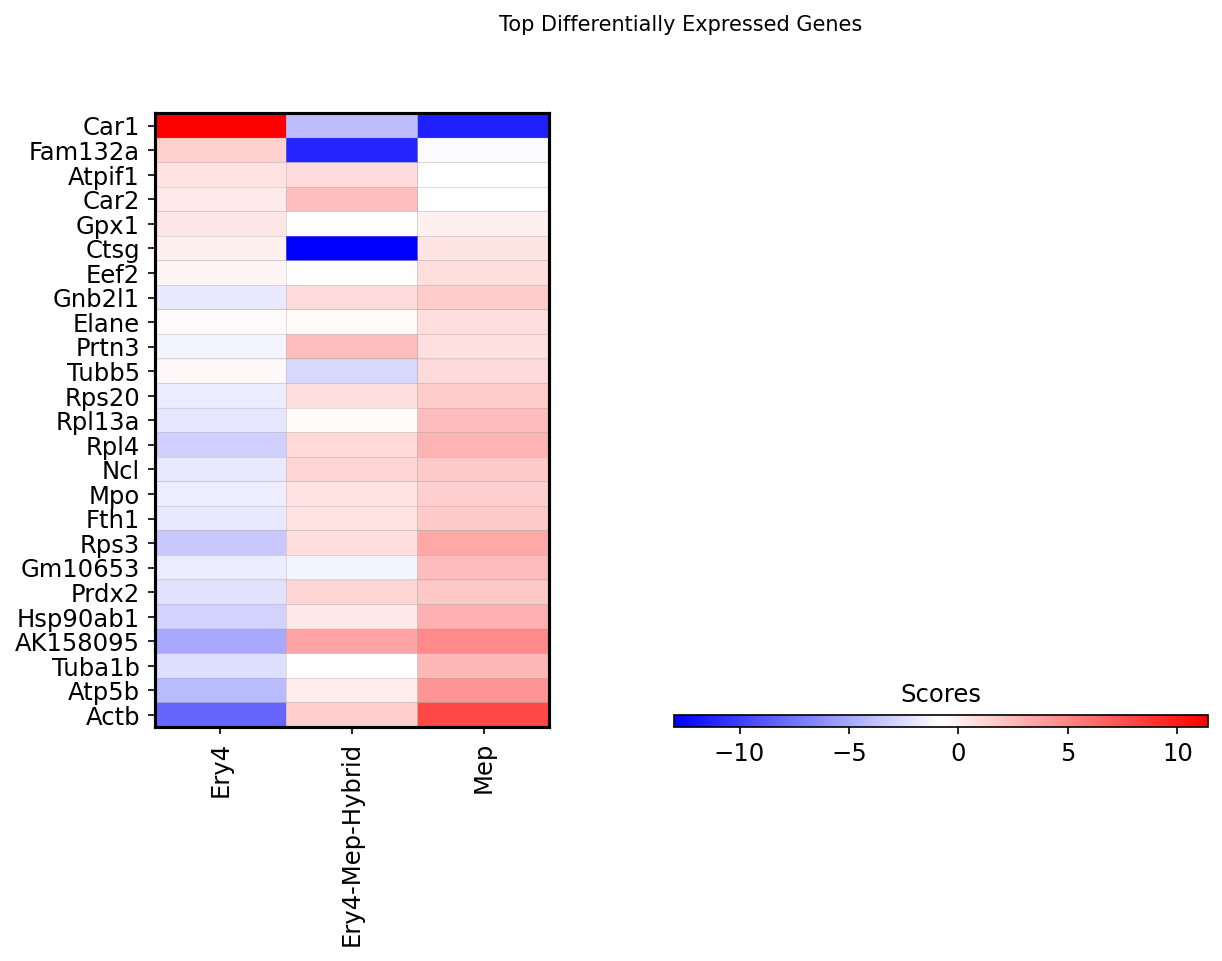 Top Differentially Expressed Genes
Car1
Fam132a
Atpif1
Car2
Gpx1
Ctsg
Eef2
Gnb2l1
Elane
Prtn3
Tubb5
Rps20
Rpl13a
Rpl4
Ncl
Mpo
Fth1
Rps3
Gm10653
Prdx2
Hsp90ab1
AK158095
Tuba1b
Atp5b
Actb
Ery4
Ery4-Mep-Hybrid
Mep
Scores
−10 −5 0 5 10